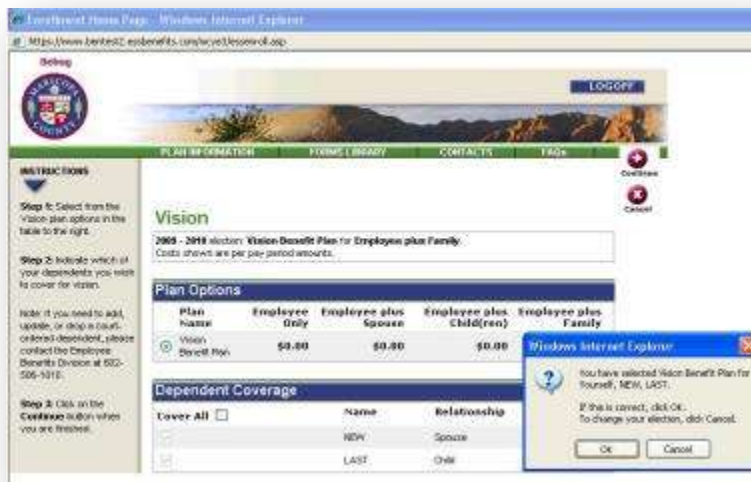 Enrollment Home Page - Windows Internet Explorer
Debug
MARICOPA
COUNTY
LOGOFF
PLAN INFORMATION FORMS LIBRARY CONTACTS FAQs
Continue
Cancel
INSTRUCTIONS
Step 1: Select from the
Vision plan options in the
table to the right.
Step 2: Indicate which of
your dependents you wish
to cover for vision.
Note: If you need to add,
update, or drop a court-
ordered dependent, please
contact the Employee
Benefits Division at 602-
506-1010.
Step 3: Click on the
Continue button when
you are finished.
Vision
2009 - 2010 election: Vision Benefit Plan for Employee plus Family.
Costs shown are per pay period amounts.
Plan Options
Plan Name Employee Only Employee plus Spouse Employee plus Child(ren) Employee plus Family
Vision Benefit Plan $0.00 $0.00 $0.00
Dependent Coverage
Cover All Name Relationship
NEW Spouse
LAST Child
Windows Internet Explorer
You have selected Vision Benefit Plan for
Yourself, NEW, LAST.
If this is correct, click OK.
To change your election, click Cancel.
OK Cancel